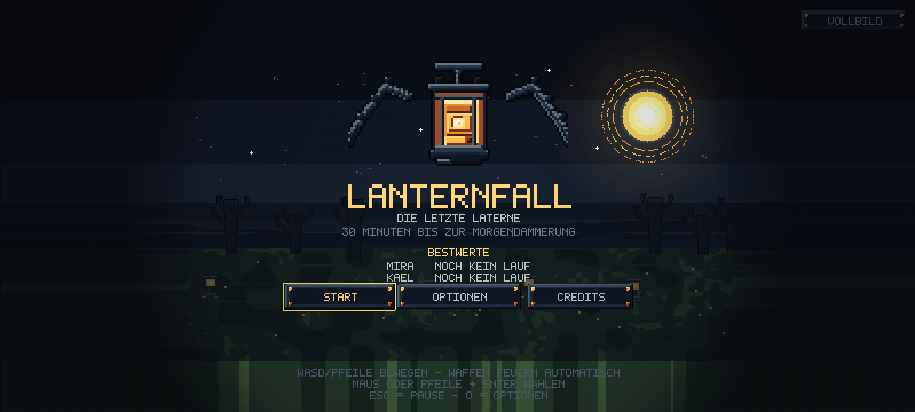 VOLLBILD
LANTERNFALL
DIE LETZTE LATERNE
30 MINUTEN BIS ZUR MORGENDAMMERUNG
BESTWERTE
MIRA NOCH KEIN LAUF
KAEL NOCH KEIN LAUF
START OPTIONEN CREDITS
WASD/PFEILE BEWEGEN - WAFFEN FEUERN AUTOMATISCH
MAUS ODER PFEILE + ENTER WAHLEN
ESC = PAUSE - O = OPTIONEN